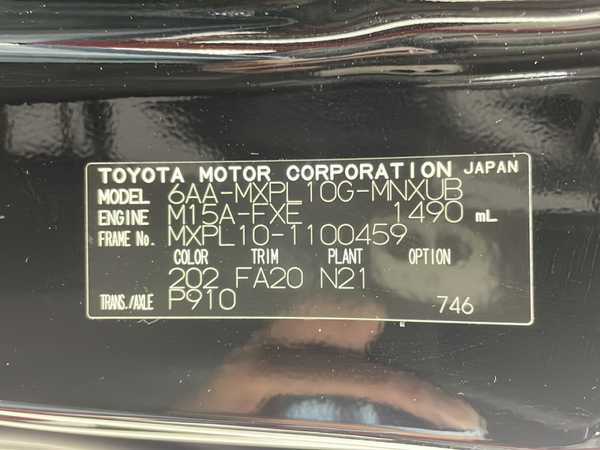 TOYOTA MOTOR CORPORATION JAPAN
MODEL 6AA-MXPL10G-MNXUB
ENGINE M15A-FXE 1490 mL
FRAME No. MXPL10-1100459
COLOR TRIM PLANT OPTION
202 FA20 N21
TRANS./AXLE P910 746